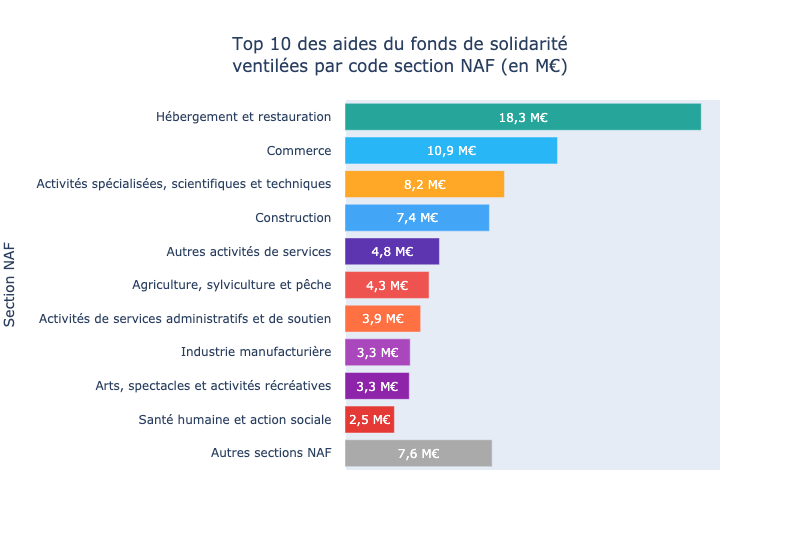 Top 10 des aides du fonds de solidarité
ventilées par code section NAF (en M€)
Section NAF
Hébergement et restauration 18,3 M€
Commerce 10,9 M€
Activités spécialisées, scientifiques et techniques 8,2 M€
Construction 7,4 M€
Autres activités de services 4,8 M€
Agriculture, sylviculture et pêche 4,3 M€
Activités de services administratifs et de soutien 3,9 M€
Industrie manufacturière 3,3 M€
Arts, spectacles et activités récréatives 3,3 M€
Santé humaine et action sociale 2,5 M€
Autres sections NAF 7,6 M€